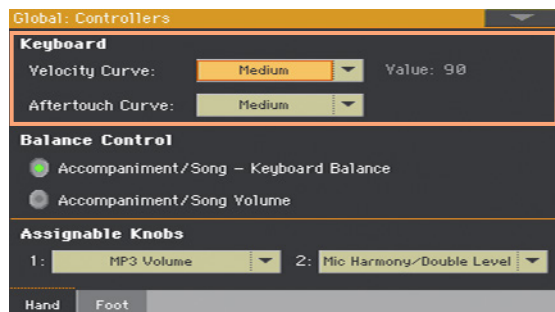 Global: Controllers
Keyboard
Velocity Curve: Medium Value: 90
Aftertouch Curve: Medium
Balance Control
Accompaniment/Song – Keyboard Balance
Accompaniment/Song Volume
Assignable Knobs
1: MP3 Volume 2: Mic Harmony/Double Level
Hand Foot